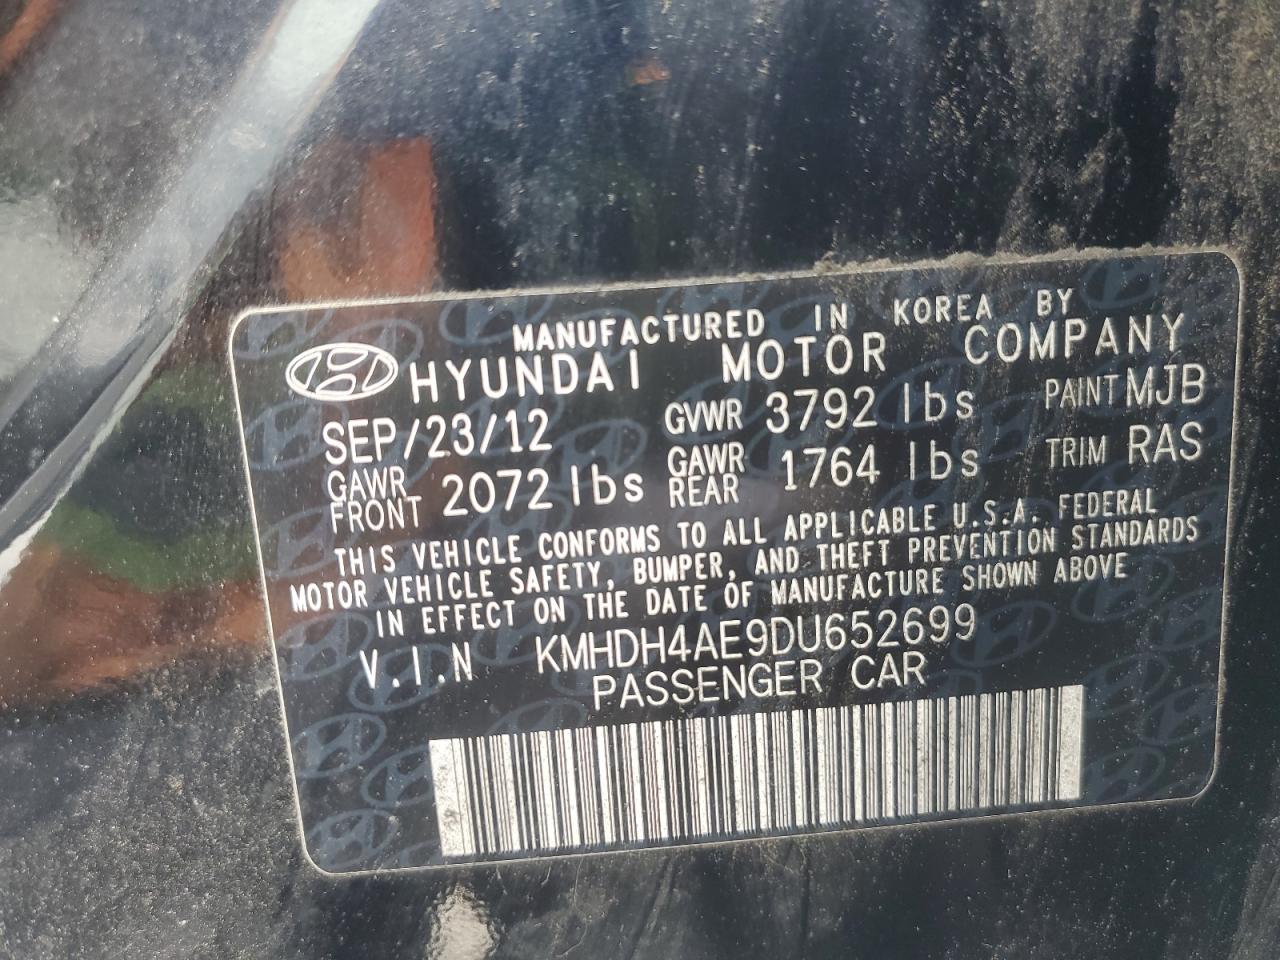 MANUFACTURED IN KOREA BY
HYUNDAI MOTOR COMPANY
SEP/23/12 GVWR 3792 lbs PAINT MJB
GAWR FRONT 2072 lbs GAWR REAR 1764 lbs TRIM RAS
THIS VEHICLE CONFORMS TO ALL APPLICABLE U.S.A. FEDERAL
MOTOR VEHICLE SAFETY, BUMPER, AND THEFT PREVENTION STANDARDS
IN EFFECT ON THE DATE OF MANUFACTURE SHOWN ABOVE
V.I.N KMHDH4AE9DU652699
PASSENGER CAR